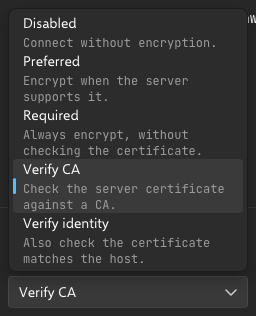 Disabled
Connect without encryption.
Preferred
Encrypt when the server
supports it.
Required
Always encrypt, without
checking the certificate.
Verify CA
Check the server certificate
against a CA.
Verify identity
Also check the certificate
matches the host.
Verify CA